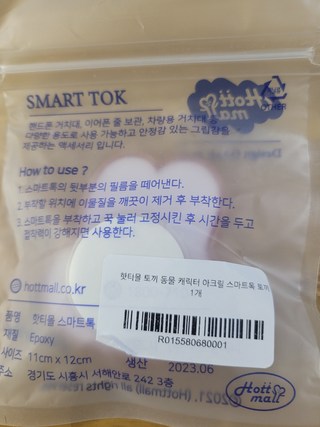 SMART TOK
Hott
mall
OTHER
핸드폰 거치대, 이어폰 줄 보관, 차량용 거치대 등
다양한 용도로 사용 가능하고 안정감 있는 그립감을
제공하는 액세서리 입니다.
How to use ?
1. 스마트톡의 뒷부분의 필름을 떼어낸다.
2. 부착할 위치에 이물질을 깨끗이 제거 후 부착한다.
3. 스마트톡을 부착하고 꾹 눌러 고정시킨 후 시간을 두고
접착력이 강해지면 사용한다.
hottmall.co.kr
핫티몰 토끼 동물 캐릭터 아크릴 스마트톡 토끼
1개
R015580680001
품명 핫티몰 스마트톡
재질 Epoxy
사이즈 11cm x 12cm 생산 2023.06
주소 경기도 시흥시 서해안로 242 3층
Hott
mall
©2021. (Hottmall) all rights